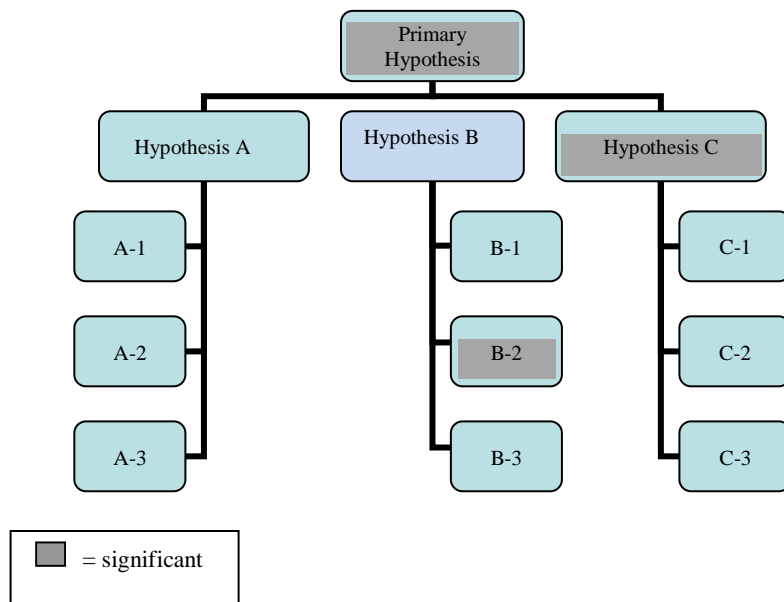 Primary
Hypothesis
Hypothesis A
Hypothesis B
Hypothesis C
A-1
B-1
C-1
A-2
B-2
C-2
A-3
B-3
C-3
= significant